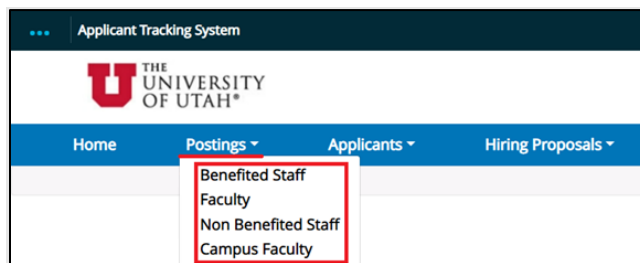 ... Applicant Tracking System
THE
UNIVERSITY
OF UTAH®
Home Postings Applicants Hiring Proposals
Benefited Staff
Faculty
Non Benefited Staff
Campus Faculty